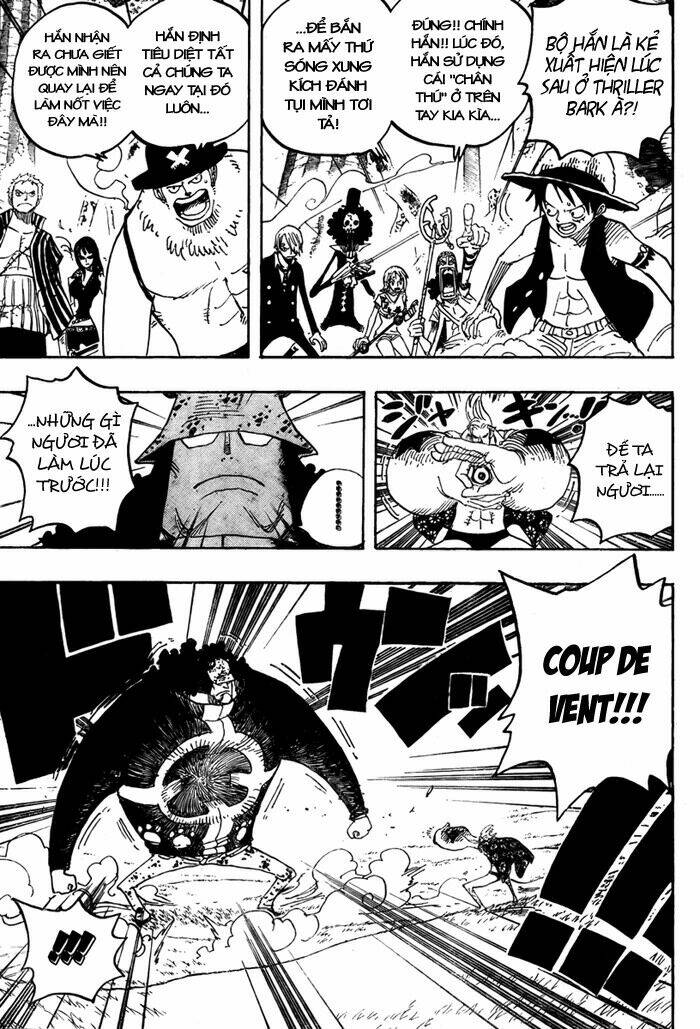 BỘ HẮN LÀ KẺ
XUẤT HIỆN LÚC
SAU Ở THRILLER
BARK À?!
ĐÚNG!! CHÍNH
HẮN!! LÚC ĐÓ,
HẮN SỬ DỤNG
CÁI "CHÂN
THÚ" Ở TRÊN
TAY KIA KÌA...
...ĐỂ BẮN
RA MẤY THỨ
SÓNG XUNG
KÍCH ĐÁNH
TỤI MÌNH TƠI
TẢ!
HẮN ĐỊNH
TIÊU DIỆT TẤT
CẢ CHÚNG TA
NGAY TẠI ĐÓ
LUÔN...
HẮN NHẬN
RA CHƯA GIẾT
ĐƯỢC MÌNH NÊN
QUAY LẠI ĐỂ
LÀM NỐT VIỆC
ĐÂY MÀ!!
ĐỂ TA
TRẢ LẠI
NGƯƠI......
...NHỮNG GÌ
NGƯƠI ĐÃ
LÀM LÚC
TRƯỚC!!!
COUP DE
VENT!!!
!!!!